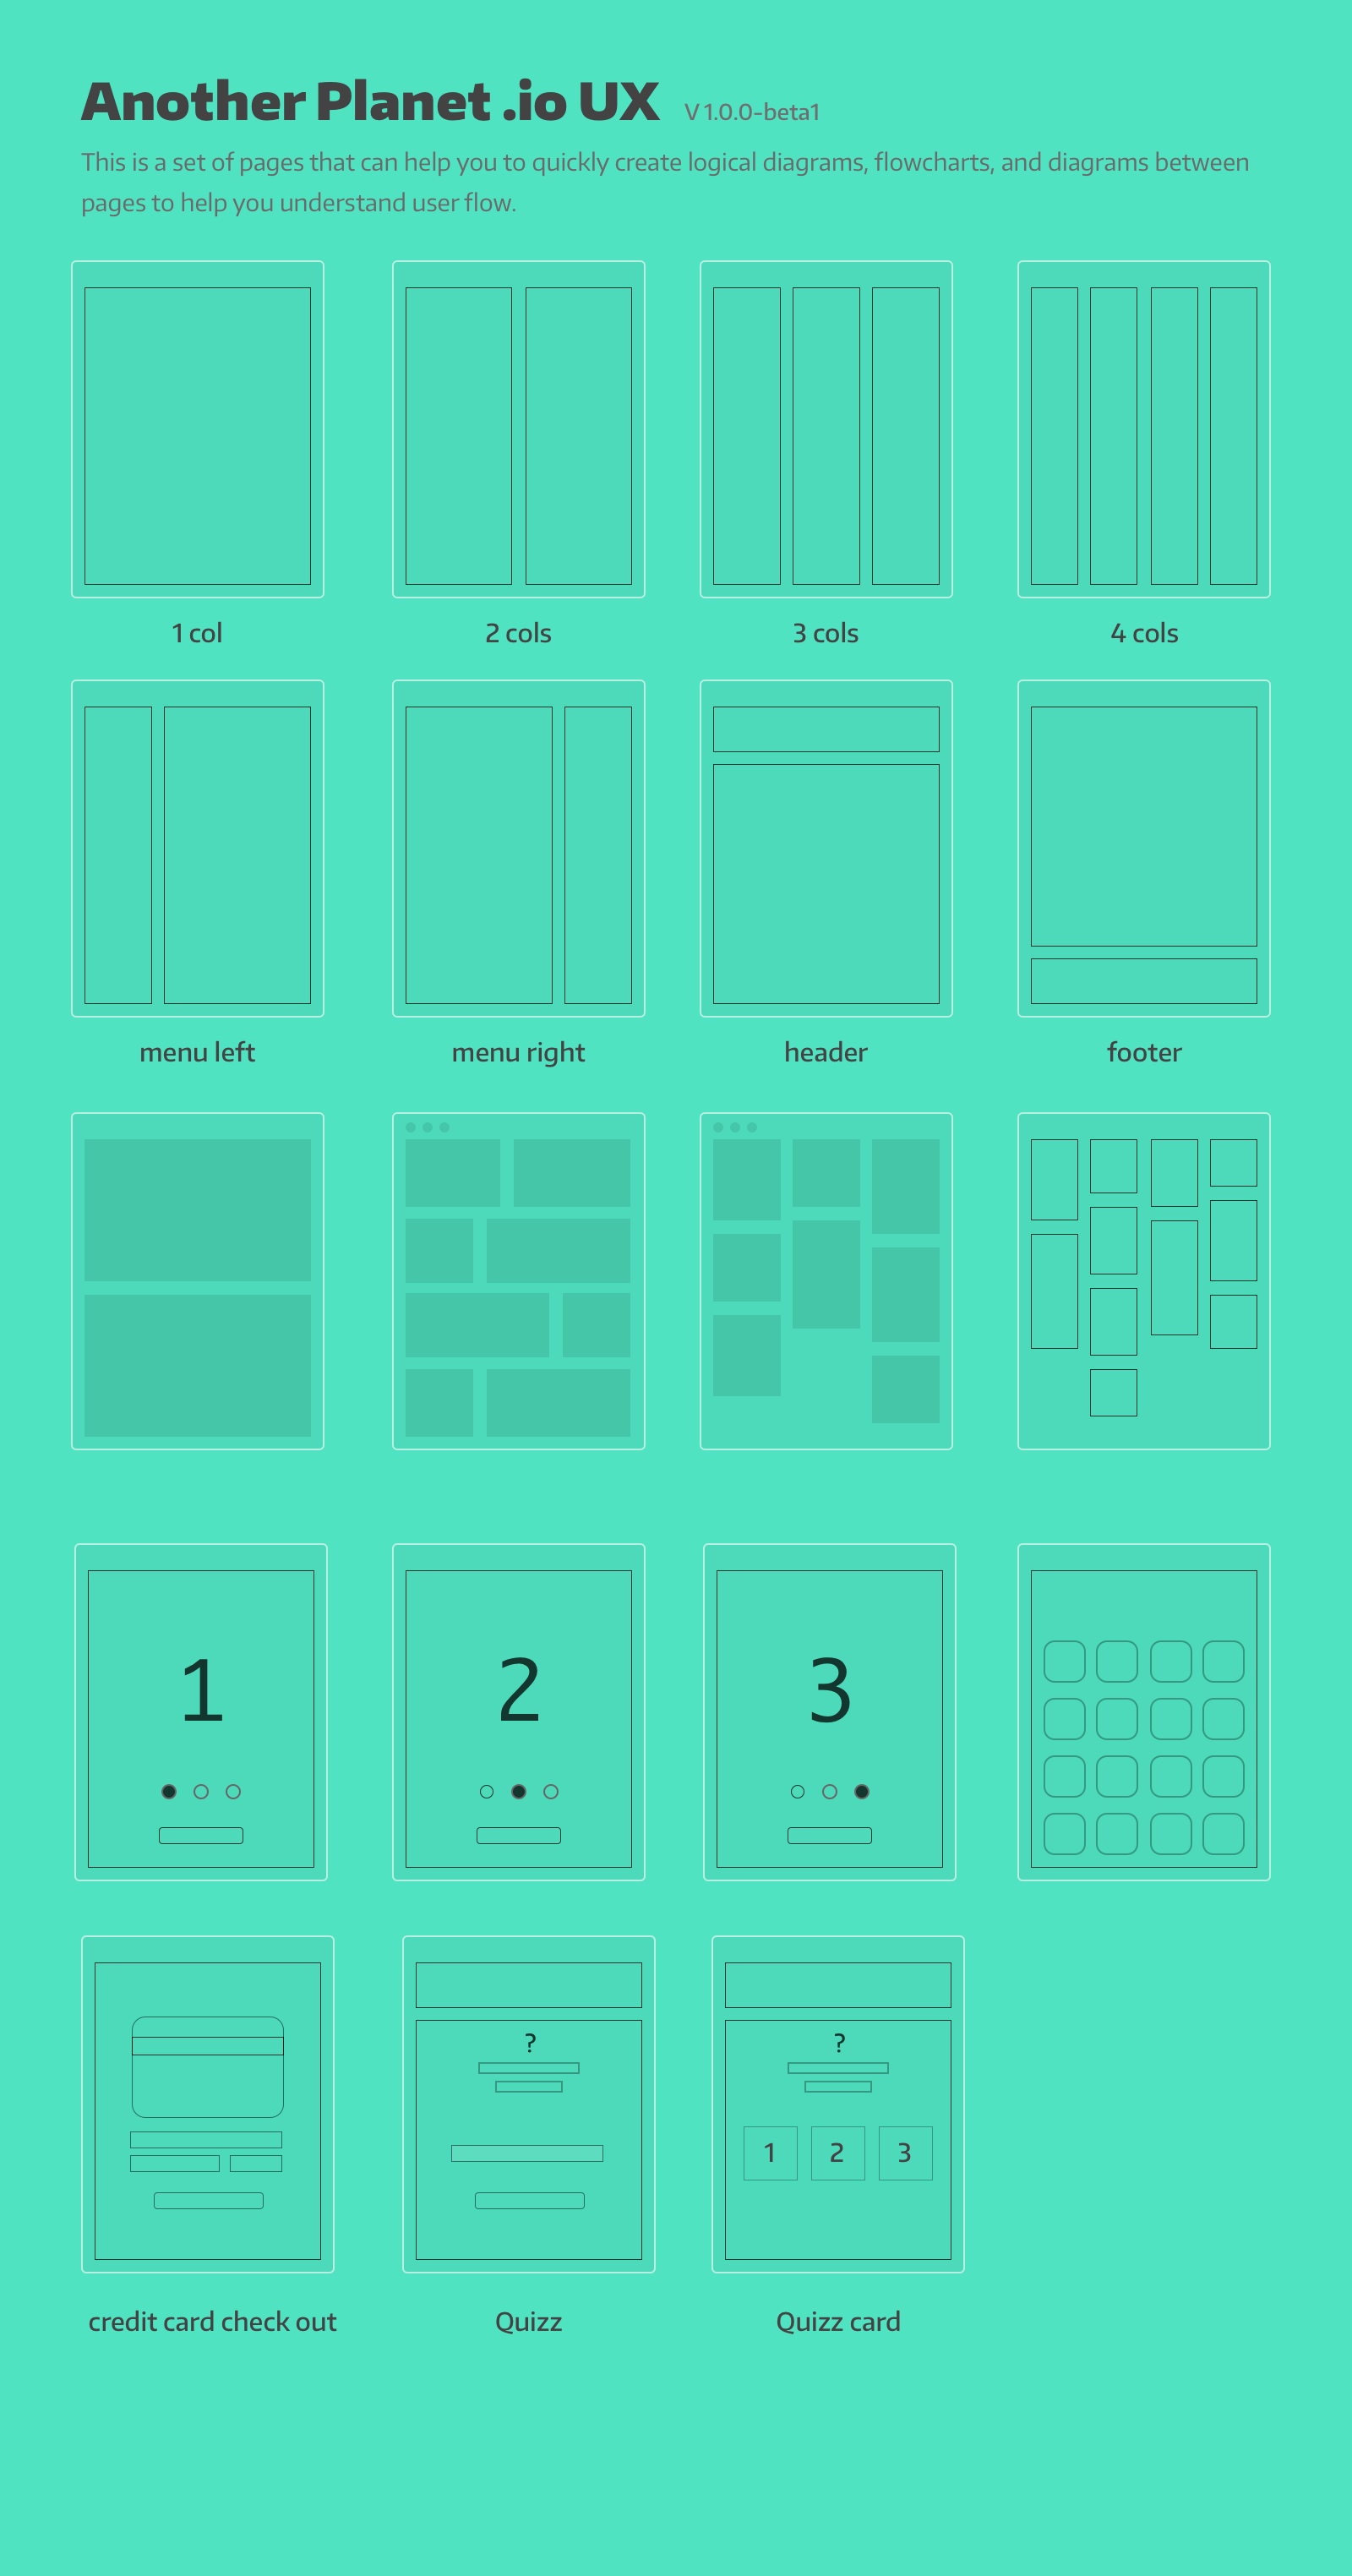 Another Planet .io UX V 1.0.0-beta1
This is a set of pages that can help you to quickly create logical diagrams, flowcharts, and diagrams between
pages to help you understand user flow.
1 col
2 cols
3 cols
4 cols
menu left
menu right
header
footer
1
2
3
?
?
1
2
3
credit card check out
Quizz
Quizz card